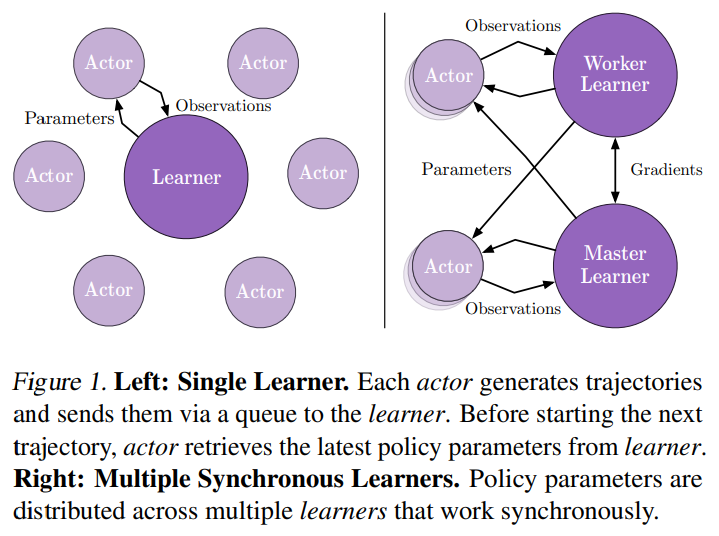 Actor
Actor
Observations
Parameters
Actor
Learner
Actor
Actor
Actor
Observations
Worker
Learner
Actor
Parameters
Gradients
Actor
Master
Learner
Observations
Figure 1. Left: Single Learner. Each actor generates trajectories
and sends them via a queue to the learner. Before starting the next
trajectory, actor retrieves the latest policy parameters from learner.
Right: Multiple Synchronous Learners. Policy parameters are
distributed across multiple learners that work synchronously.